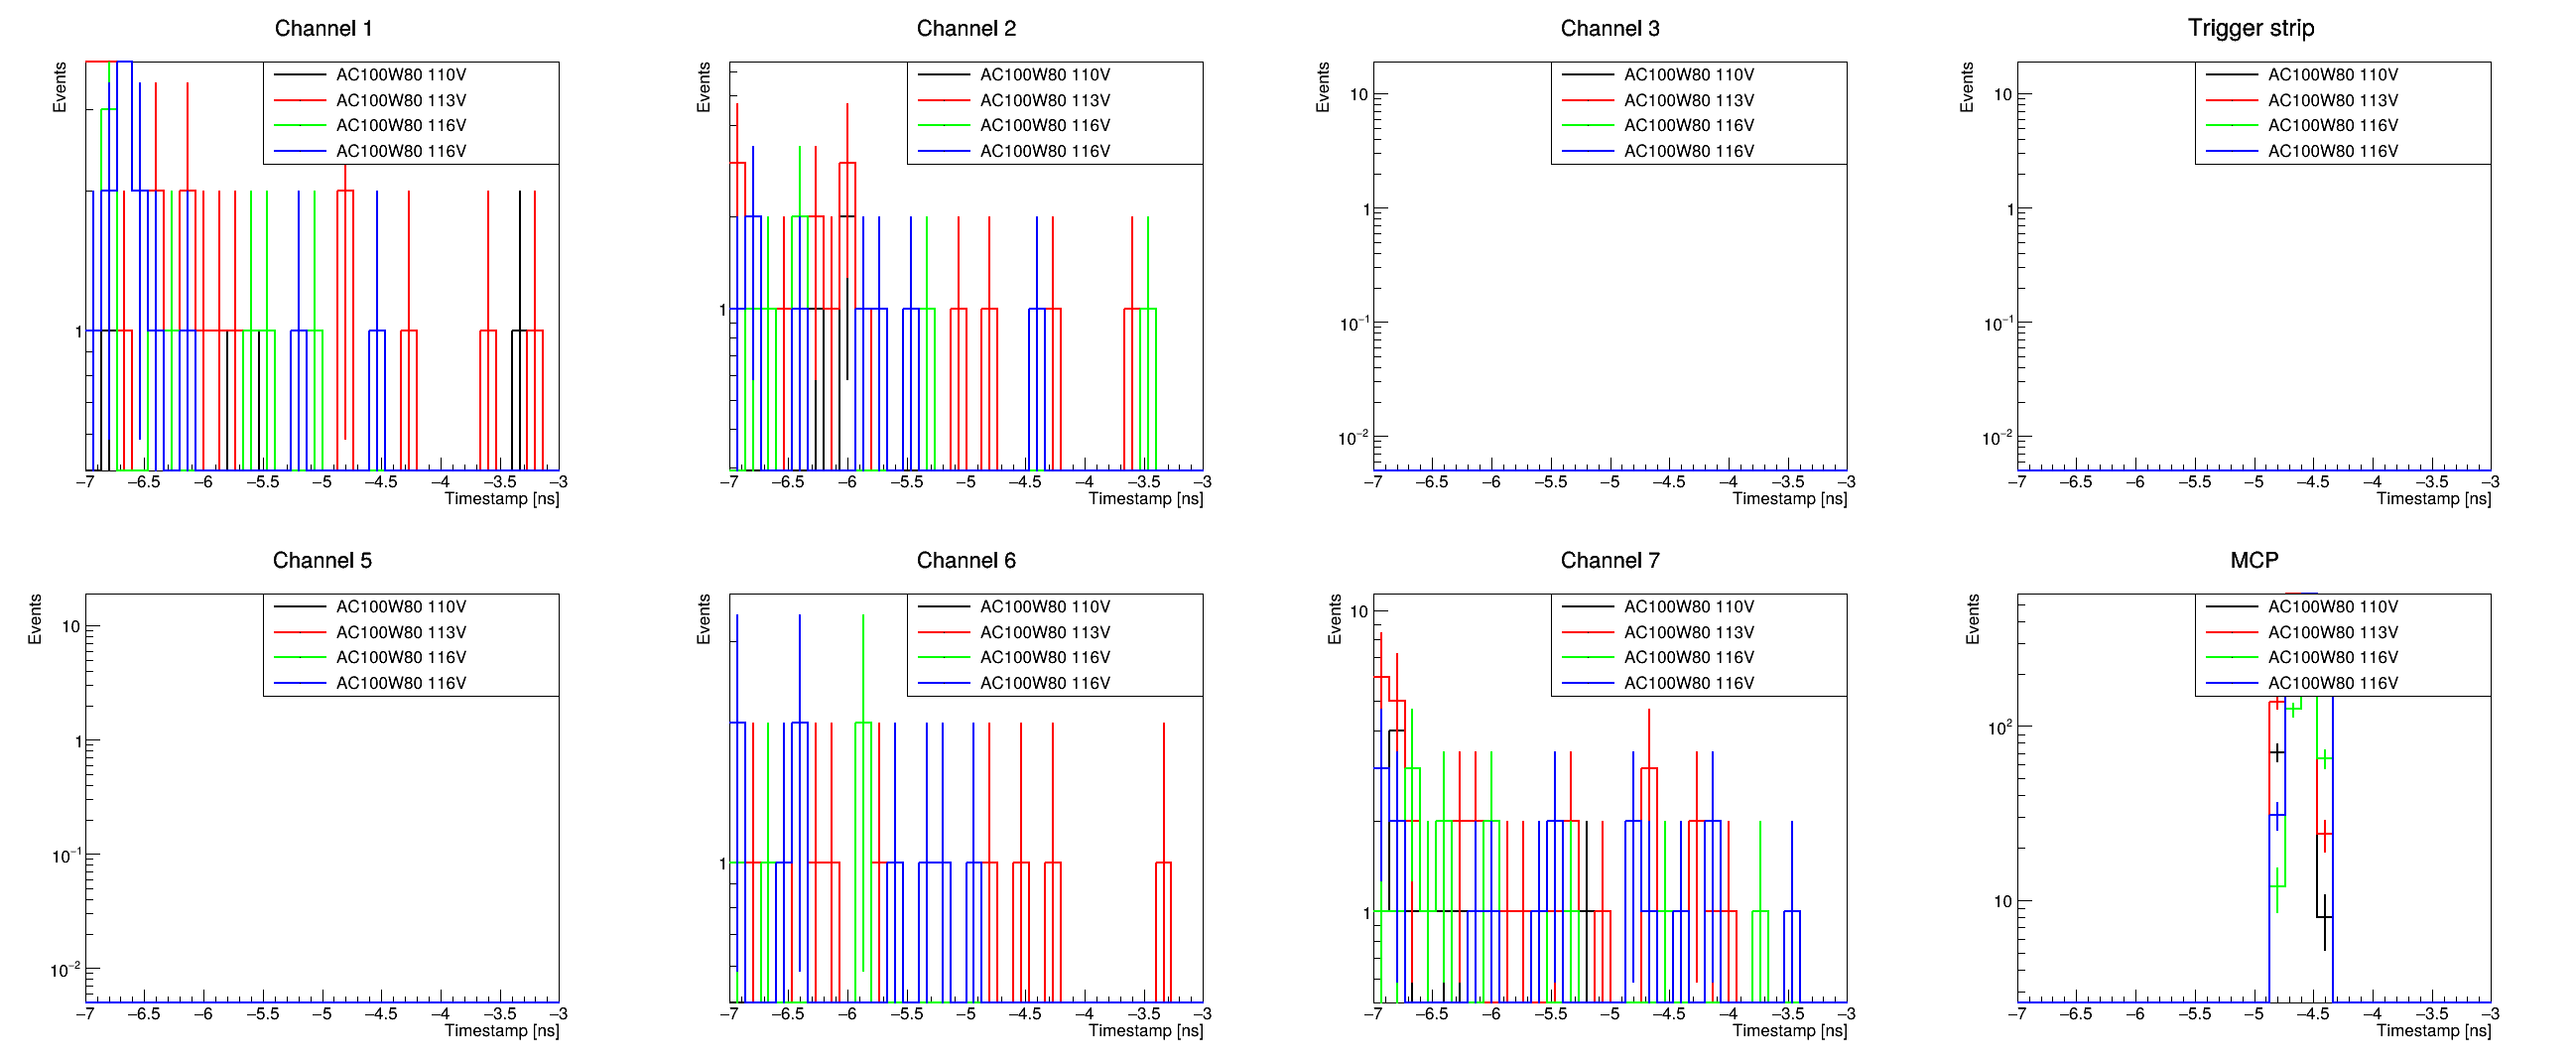 Channel 1
Events
AC100W80 110V
AC100W80 113V
AC100W80 116V
AC100W80 116V
1
−7 −6.5 −6 −5.5 −5 −4.5 −4 −3.5 −3
Timestamp [ns]
Channel 2
Events
AC100W80 110V
AC100W80 113V
AC100W80 116V
AC100W80 116V
1
−7 −6.5 −6 −5.5 −5 −4.5 −4 −3.5 −3
Timestamp [ns]
Channel 3
Events
AC100W80 110V
AC100W80 113V
AC100W80 116V
AC100W80 116V
10
1
10⁻¹
10⁻²
−7 −6.5 −6 −5.5 −5 −4.5 −4 −3.5 −3
Timestamp [ns]
Trigger strip
Events
AC100W80 110V
AC100W80 113V
AC100W80 116V
AC100W80 116V
10
1
10⁻¹
10⁻²
−7 −6.5 −6 −5.5 −5 −4.5 −4 −3.5 −3
Timestamp [ns]
Channel 5
Events
AC100W80 110V
AC100W80 113V
AC100W80 116V
AC100W80 116V
10
1
10⁻¹
10⁻²
−7 −6.5 −6 −5.5 −5 −4.5 −4 −3.5 −3
Timestamp [ns]
Channel 6
Events
AC100W80 110V
AC100W80 113V
AC100W80 116V
AC100W80 116V
1
−7 −6.5 −6 −5.5 −5 −4.5 −4 −3.5 −3
Timestamp [ns]
Channel 7
Events
AC100W80 110V
AC100W80 113V
AC100W80 116V
AC100W80 116V
10
1
−7 −6.5 −6 −5.5 −5 −4.5 −4 −3.5 −3
Timestamp [ns]
MCP
Events
AC100W80 110V
AC100W80 113V
AC100W80 116V
AC100W80 116V
10²
10
−7 −6.5 −6 −5.5 −5 −4.5 −4 −3.5 −3
Timestamp [ns]